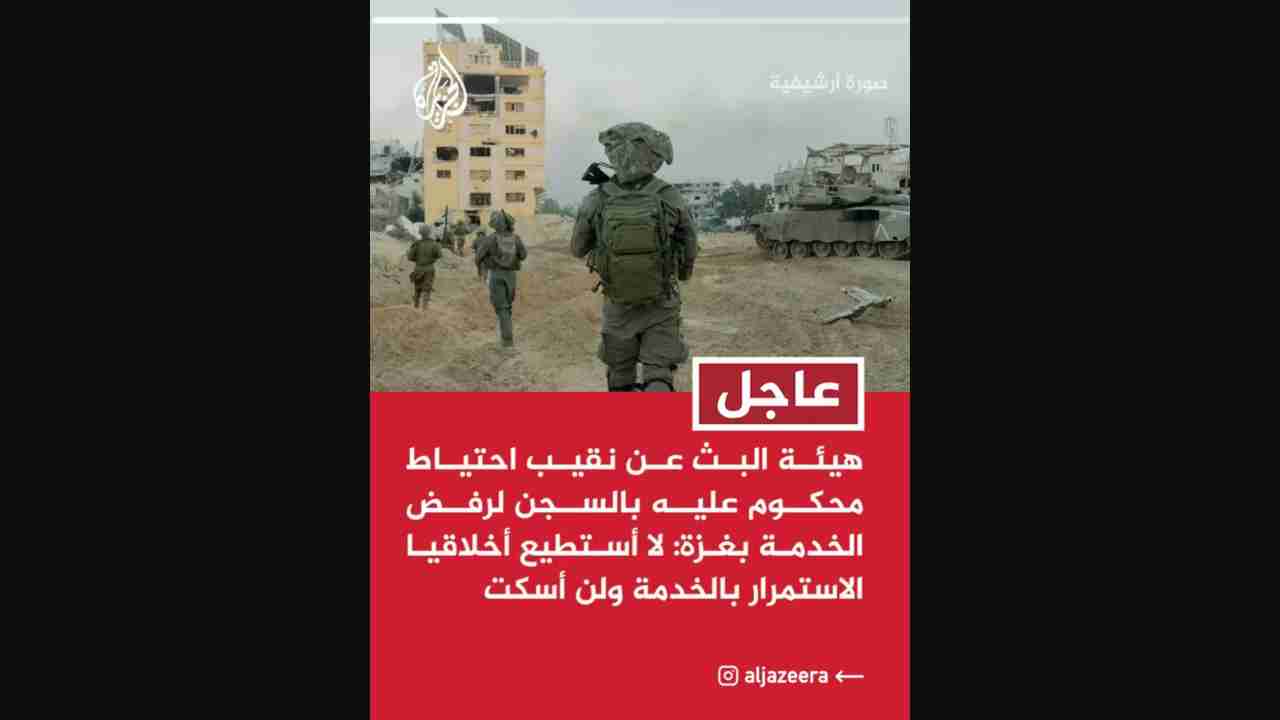 الجزيرة
صورة أرشيفية
عاجل
هيئة البث عن نقيب احتياط
محكوم عليه بالسجن لرفض
الخدمة بغزة: لا أستطيع أخلاقيا
الاستمرار بالخدمة ولن أسكت
aljazeera